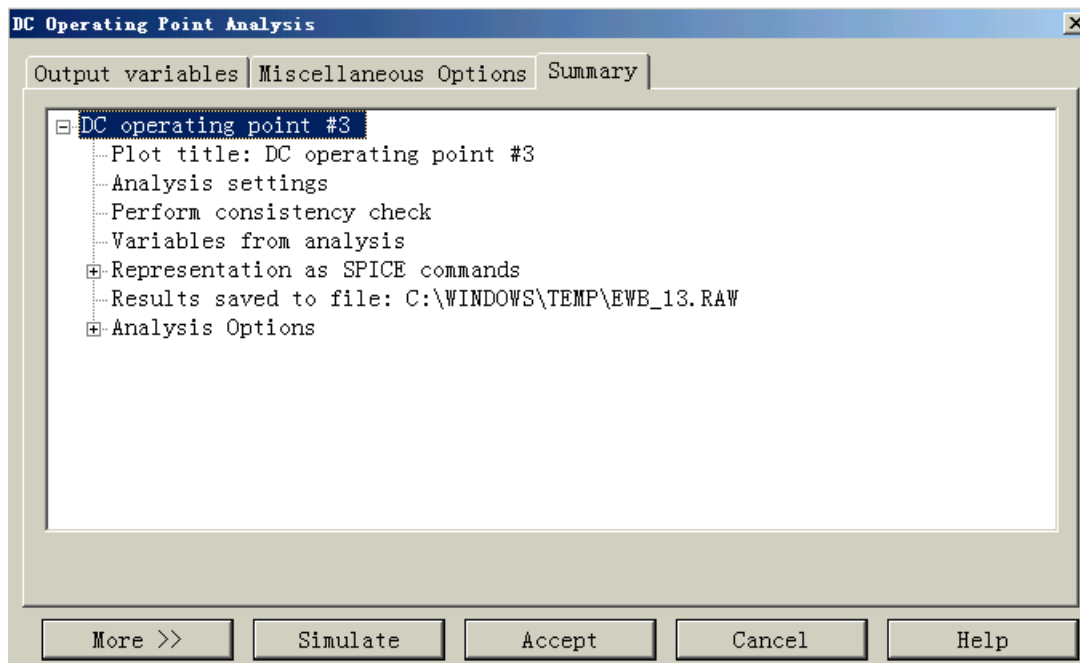 DC Operating Point Analysis
Output variables Miscellaneous Options Summary
DC operating point #3
Plot title: DC operating point #3
Analysis settings
Perform consistency check
Variables from analysis
Representation as SPICE commands
Results saved to file: C:\WINDOWS\TEMP\EWB_13.RAW
Analysis Options
More >> Simulate Accept Cancel Help